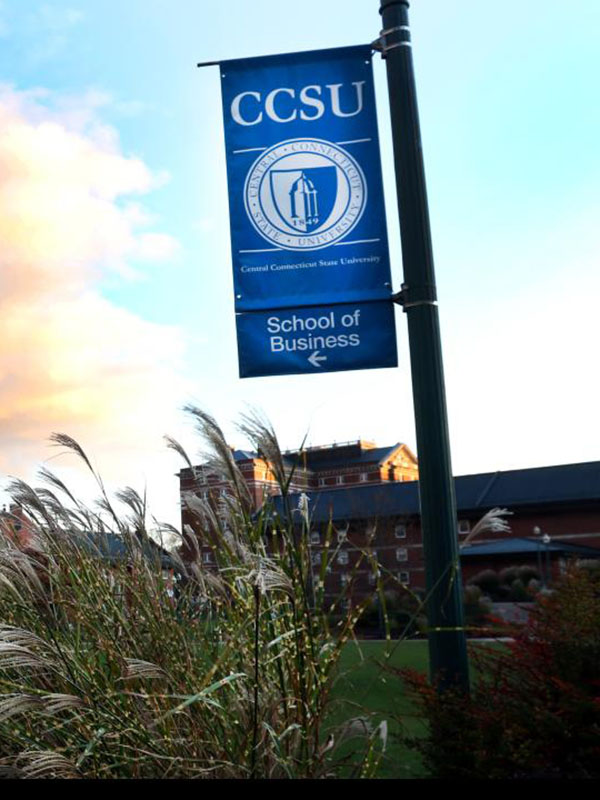 CCSU
CENTRAL • CONNECTICUT • STATE • UNIVERSITY
1849
Central Connecticut State University
School of
Business
←